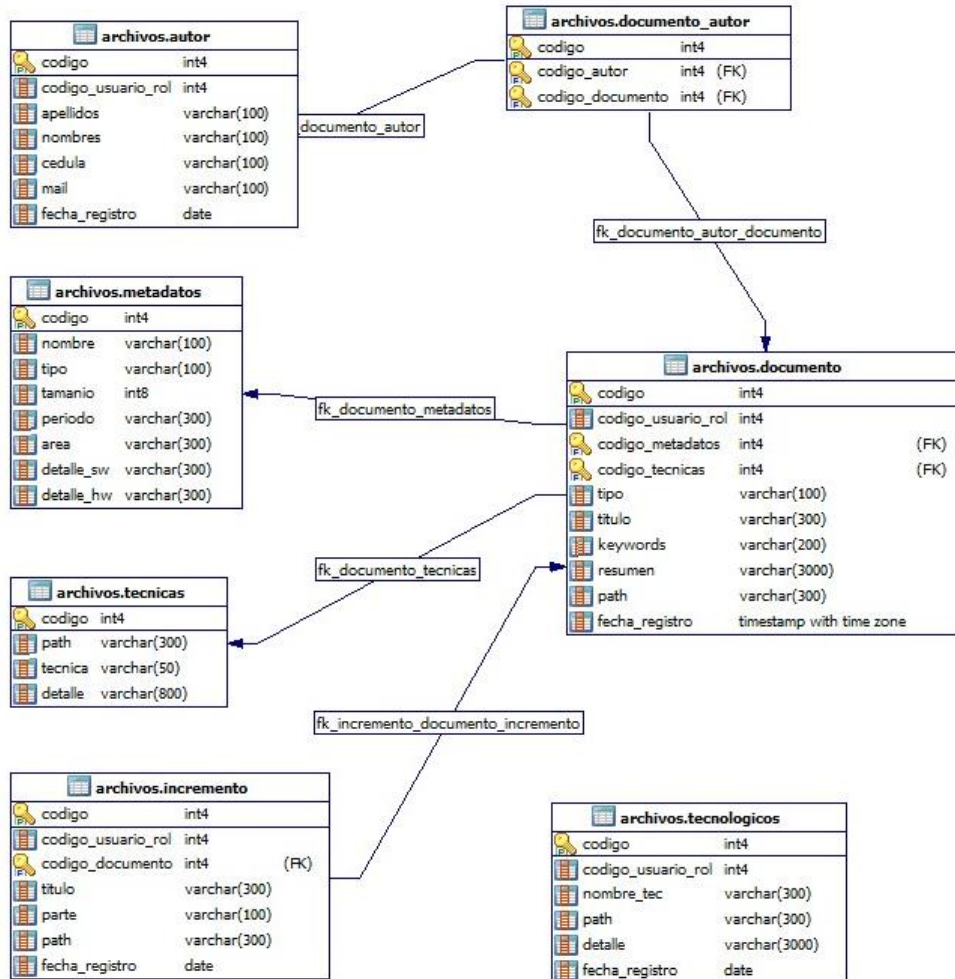 archivos.autor
codigo int4
codigo_usuario_rol int4
apellidos varchar(100)
nombres varchar(100)
cedula varchar(100)
mail varchar(100)
fecha_registro date
documento_autor
archivos.documento_autor
codigo int4
codigo_autor int4 (FK)
codigo_documento int4 (FK)
fk_documento_autor_documento
archivos.metadatos
codigo int4
nombre varchar(100)
tipo varchar(100)
tamanio int8
periodo varchar(300)
area varchar(300)
detalle_sw varchar(300)
detalle_hw varchar(300)
fk_documento_metadatos
archivos.documento
codigo int4
codigo_usuario_rol int4
codigo_metadatos int4 (FK)
codigo_tecnicas int4 (FK)
tipo varchar(100)
titulo varchar(300)
keywords varchar(200)
resumen varchar(3000)
path varchar(300)
fecha_registro timestamp with time zone
fk_documento_tecnicas
archivos.tecnicas
codigo int4
path varchar(300)
tecnica varchar(50)
detalle varchar(800)
fk_incremento_documento_incremento
archivos.incremento
codigo int4
codigo_usuario_rol int4
codigo_documento int4 (FK)
titulo varchar(300)
parte varchar(100)
path varchar(300)
fecha_registro date
archivos.tecnologicos
codigo int4
codigo_usuario_rol int4
nombre_tec varchar(300)
path varchar(300)
detalle varchar(3000)
fecha_registro date